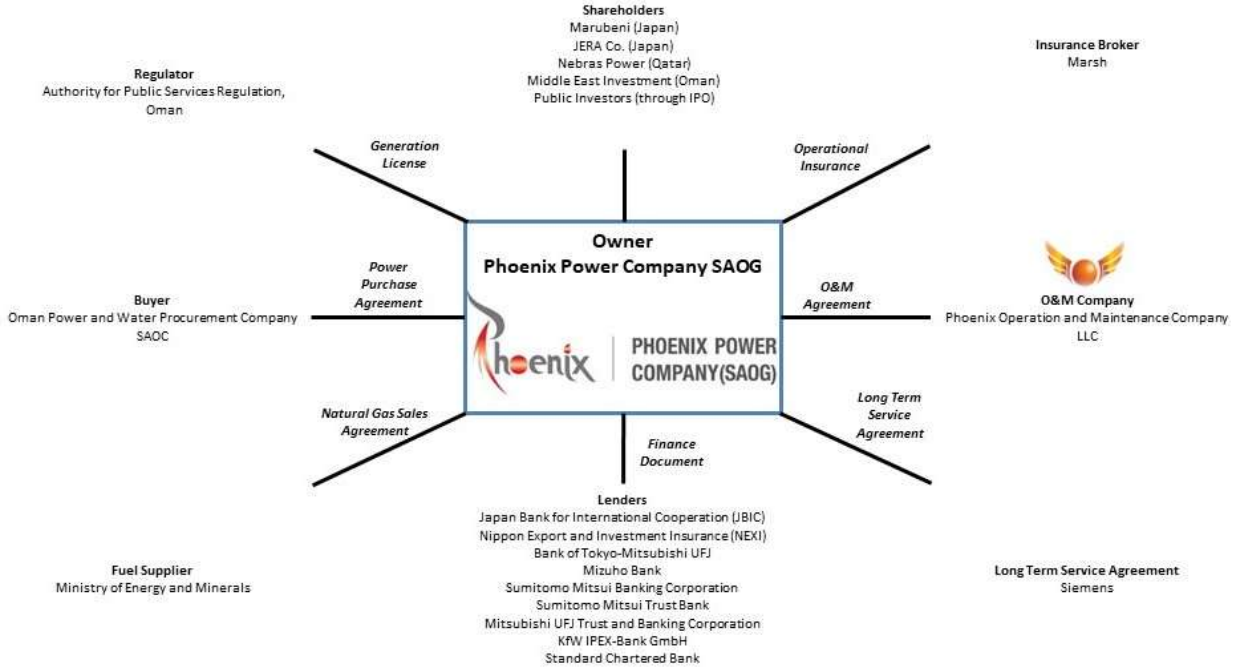 Shareholders
Marubeni (Japan)
JERA Co. (Japan)
Nebras Power (Qatar)
Middle East Investment (Oman)
Public Investors (through IPO)
Insurance Broker
Marsh
Regulator
Authority for Public Services Regulation,
Oman
Generation
License
Operational
Insurance
Owner
Phoenix Power Company SAOG
Power
Purchase
Agreement
O&M
Agreement
Buyer
Oman Power and Water Procurement Company
SAOC
O&M Company
Phoenix Operation and Maintenance Company
LLC
Phoenix
PHOENIX POWER
COMPANY(SAOG)
Natural Gas Sales
Agreement
Finance
Document
Long Term
Service
Agreement
Lenders
Japan Bank for International Cooperation (JBIC)
Nippon Export and Investment Insurance (NEXI)
Bank of Tokyo-Mitsubishi UFJ
Mizuho Bank
Sumitomo Mitsui Banking Corporation
Sumitomo Mitsui Trust Bank
Mitsubishi UFJ Trust and Banking Corporation
KfW IPEX-Bank GmbH
Standard Chartered Bank
Fuel Supplier
Ministry of Energy and Minerals
Long Term Service Agreement
Siemens